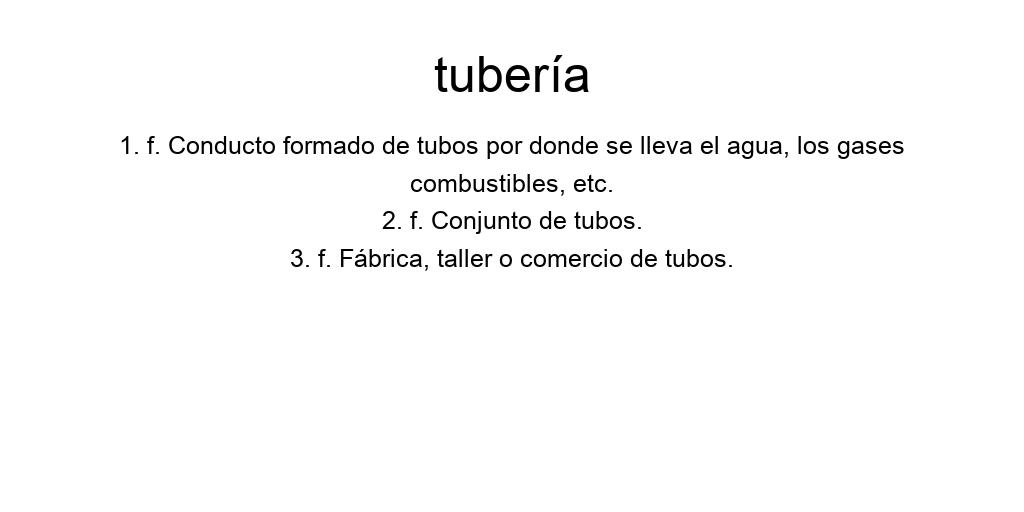 tubería
1. f. Conducto formado de tubos por donde se lleva el agua, los gases
combustibles, etc.
2. f. Conjunto de tubos.
3. f. Fábrica, taller o comercio de tubos.